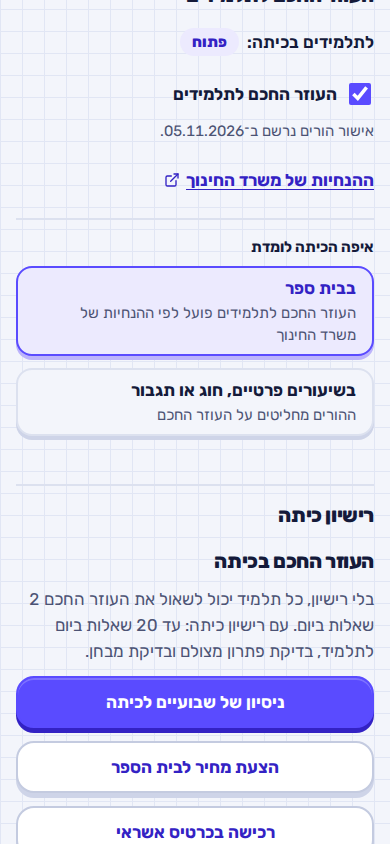 לתלמידים בכיתה: פתוח
העוזר החכם לתלמידים
אישור הורים נרשם ב־05.11.2026.
ההנחיות של משרד החינוך
איפה הכיתה לומדת
בבית ספר
העוזר החכם לתלמידים פועל לפי ההנחיות של
משרד החינוך
בשיעורים פרטיים, חוג או תגבור
ההורים מחליטים על העוזר החכם
רישיון כיתה
העוזר החכם בכיתה
בלי רישיון, כל תלמיד יכול לשאול את העוזר החכם 2
שאלות ביום. עם רישיון כיתה: עד 20 שאלות ביום
לתלמיד, בדיקת פתרון מצולם ובדיקת מבחן.
ניסיון של שבועיים לכיתה
הצעת מחיר לבית הספר
רכישה בכרטיס אשראי